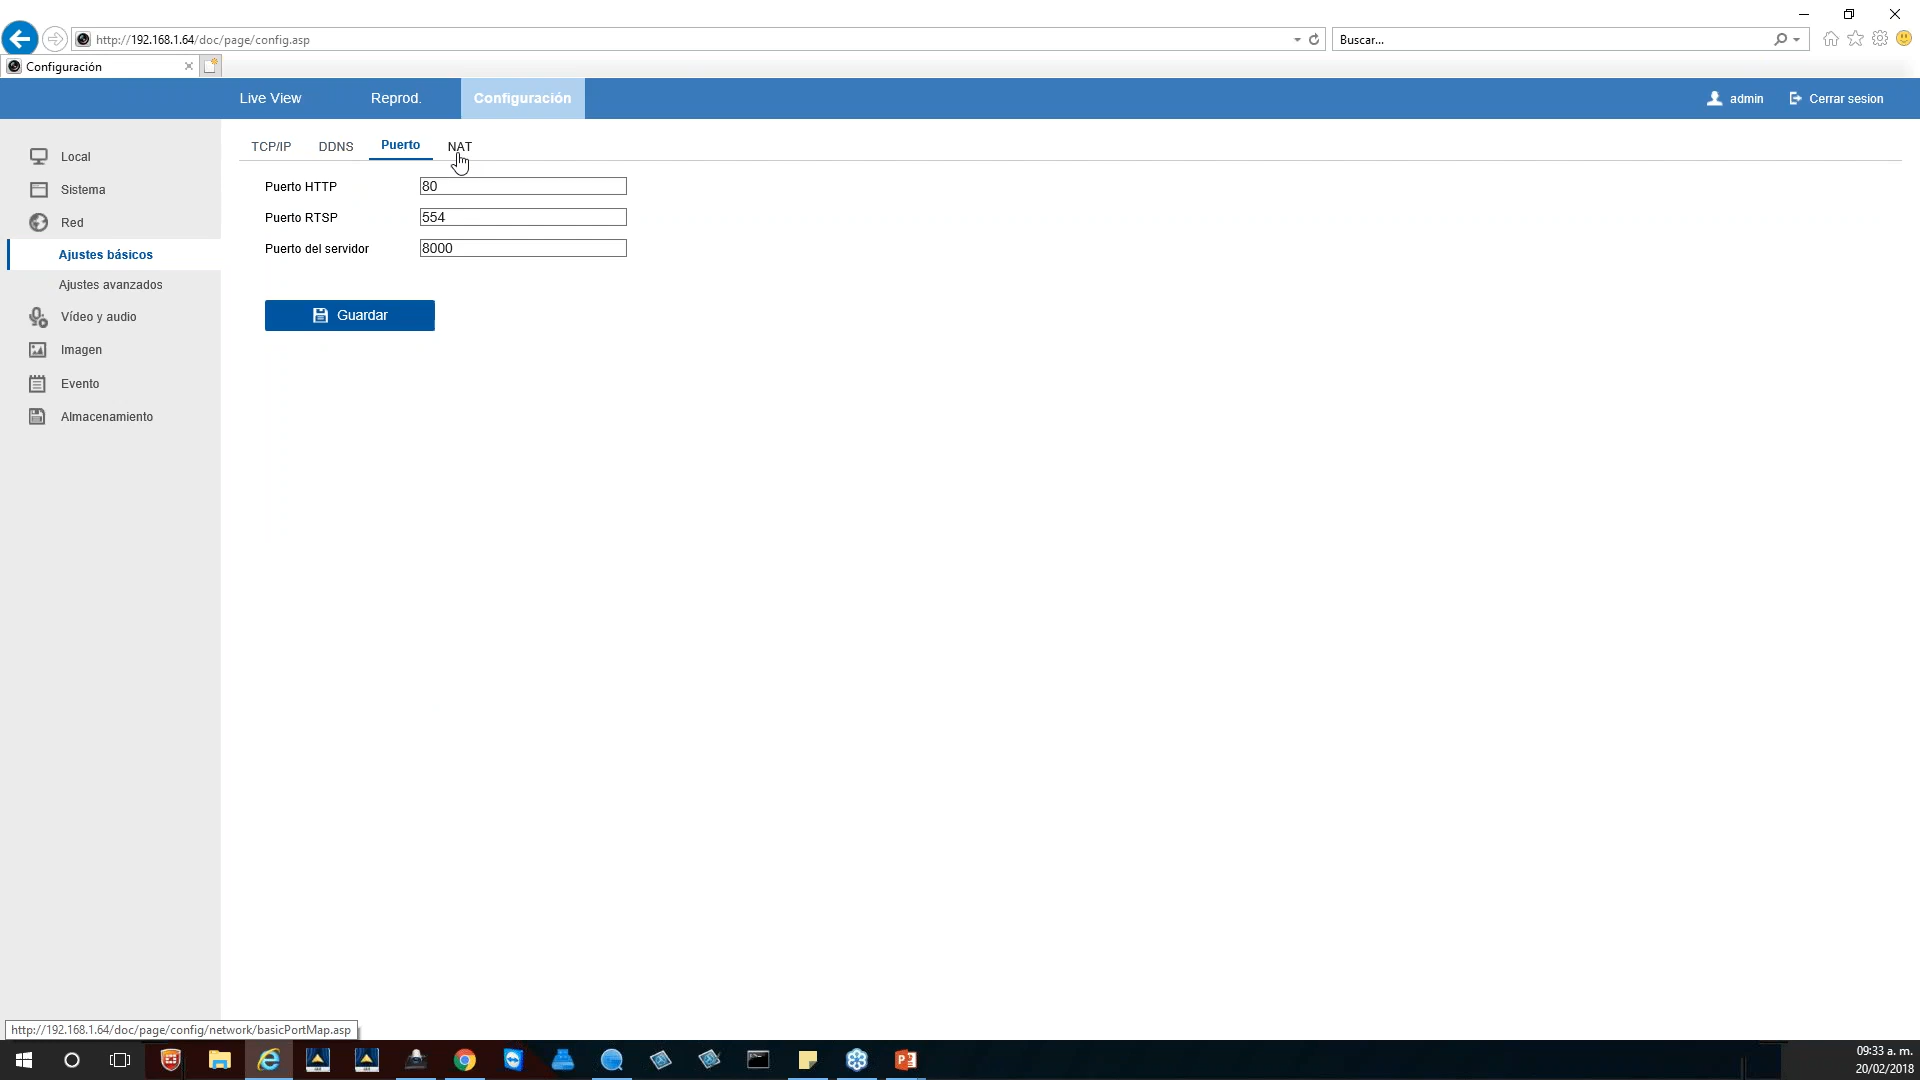 http://192.168.1.64/doc/page/config.asp
Buscar...
Configuración
Live View
Reprod.
Configuración
admin
Cerrar sesion
Local
Sistema
Red
Ajustes básicos
Ajustes avanzados
Vídeo y audio
Imagen
Evento
Almacenamiento
TCP/IP
DDNS
Puerto
NAT
Puerto HTTP
80
Puerto RTSP
554
Puerto del servidor
8000
Guardar
http://192.168.1.64/doc/page/config/network/basicPortMap.asp
09:33 a. m.
20/02/2018